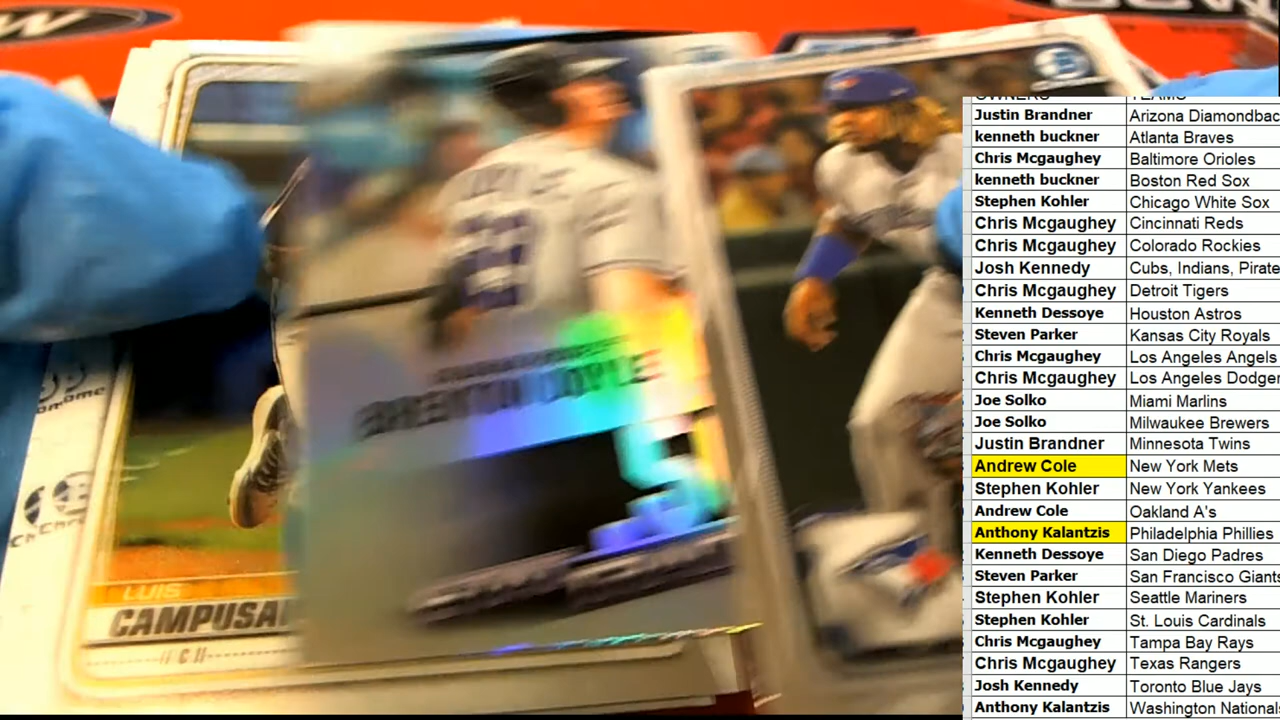 OWNERS TEAMS
Justin Brandner Arizona Diamondbac
kenneth buckner Atlanta Braves
Chris Mcgaughey Baltimore Orioles
kenneth buckner Boston Red Sox
Stephen Kohler Chicago White Sox
Chris Mcgaughey Cincinnati Reds
Chris Mcgaughey Colorado Rockies
Josh Kennedy Cubs, Indians, Pirate
Chris Mcgaughey Detroit Tigers
Kenneth Dessoye Houston Astros
Steven Parker Kansas City Royals
Chris Mcgaughey Los Angeles Angels
Chris Mcgaughey Los Angeles Dodger
Joe Solko Miami Marlins
Joe Solko Milwaukee Brewers
Justin Brandner Minnesota Twins
Andrew Cole New York Mets
Stephen Kohler New York Yankees
Andrew Cole Oakland A's
Anthony Kalantzis Philadelphia Phillies
Kenneth Dessoye San Diego Padres
Steven Parker San Francisco Giants
Stephen Kohler Seattle Mariners
Stephen Kohler St. Louis Cardinals
Chris Mcgaughey Tampa Bay Rays
Chris Mcgaughey Texas Rangers
Josh Kennedy Toronto Blue Jays
Anthony Kalantzis Washington Nationals
BRENTON DOYLE
LUIS
CAMPUSA
// C //